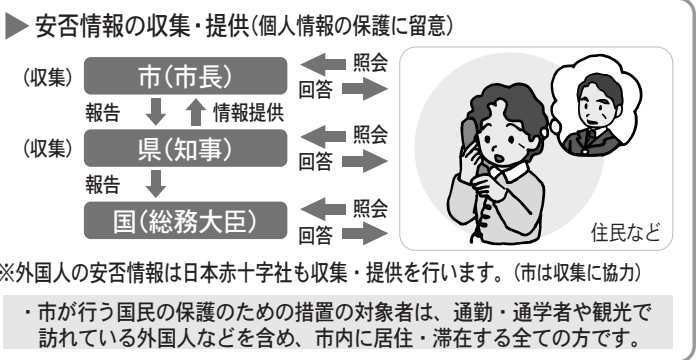 ▶ 安否情報の収集・提供(個人情報の保護に留意)
(収集) 市(市長) 照会
回答
報告 情報提供
(収集) 県(知事) 照会
回答
報告
国(総務大臣) 照会
回答
住民など
※外国人の安否情報は日本赤十字社も収集・提供を行います。(市は収集に協力)
・市が行う国民の保護のための措置の対象者は、通勤・通学者や観光で
訪れている外国人などを含め、市内に居住・滞在する全ての方です。